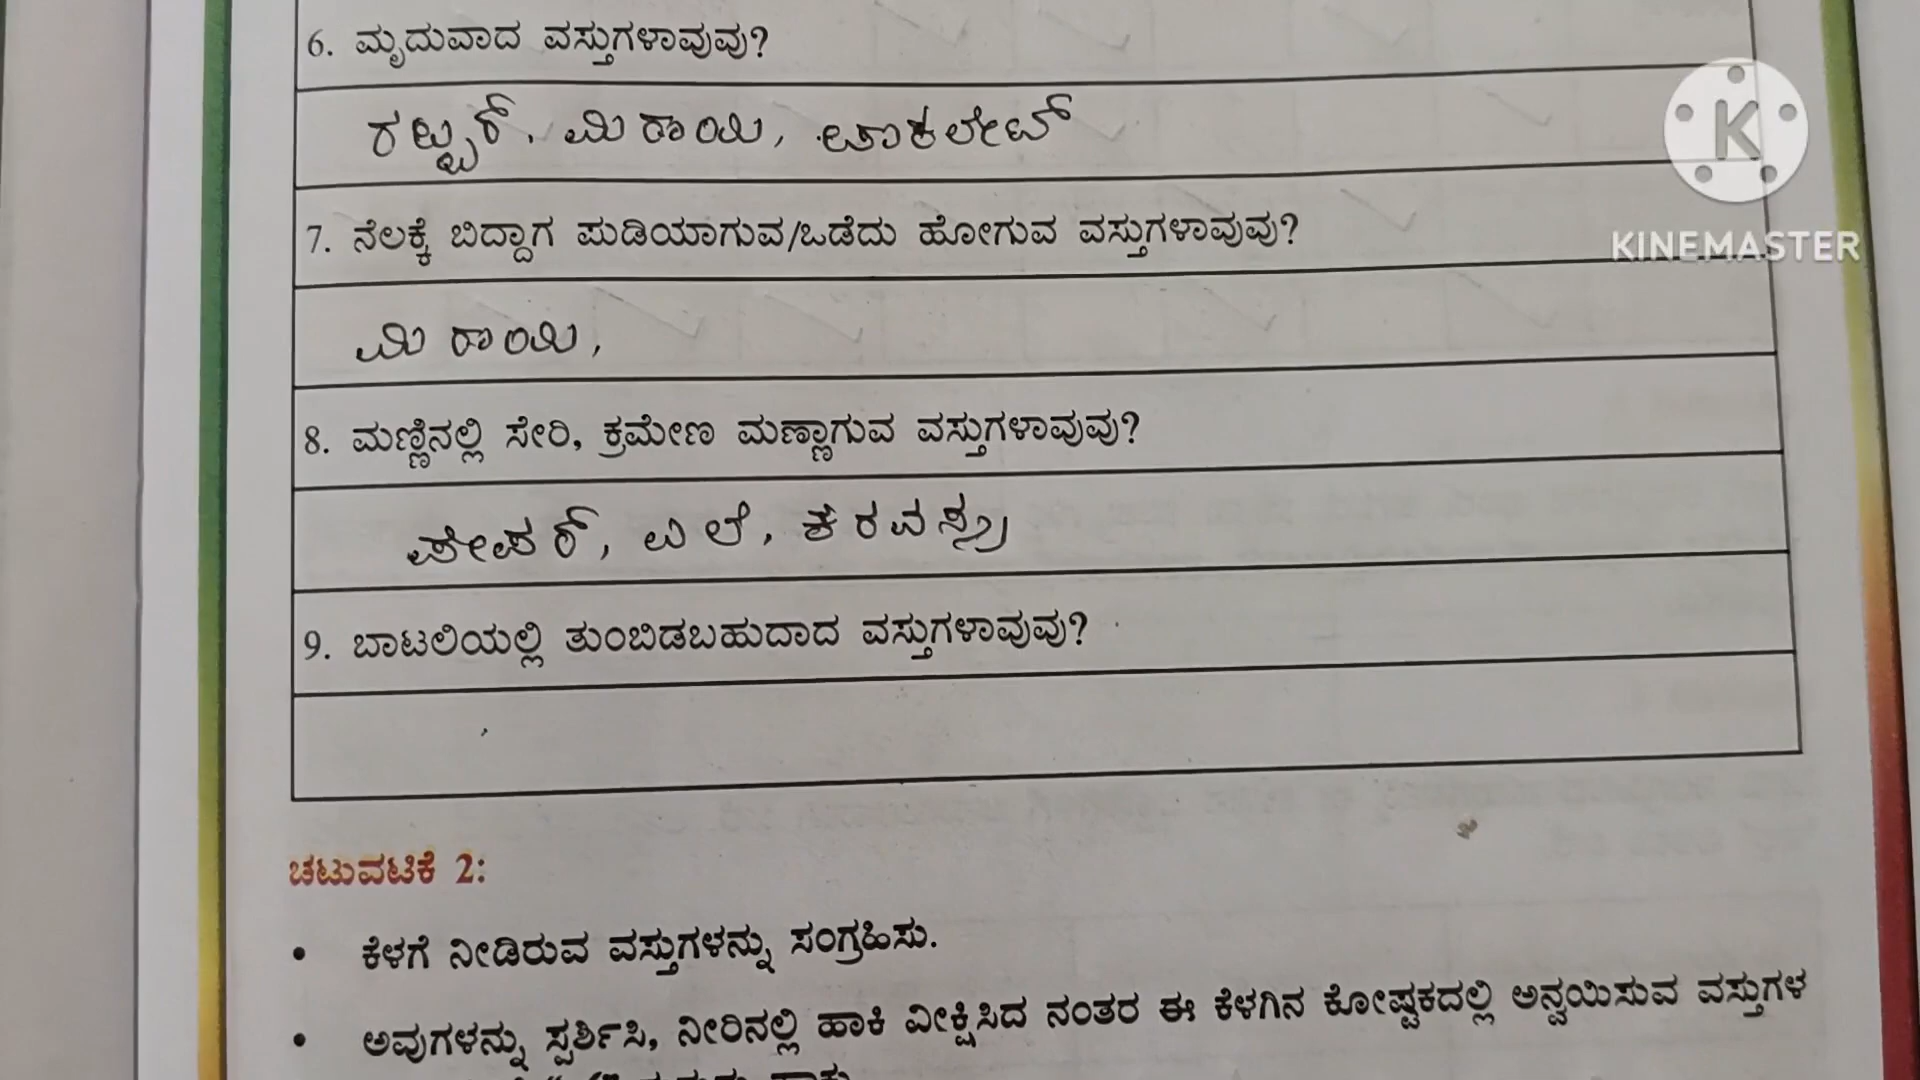 6. ಮೃದುವಾದ ವಸ್ತುಗಳಾವುವು?
ರಬ್ಬರ್, ಮಿಠಾಯಿ, ಚಾಕಲೇಟ್
7. ನೆಲಕ್ಕೆ ಬಿದ್ದಾಗ ಪುಡಿಯಾಗುವ/ಒಡೆದು ಹೋಗುವ ವಸ್ತುಗಳಾವುವು?
ಮಿಠಾಯಿ,
8. ಮಣ್ಣಿನಲ್ಲಿ ಸೇರಿ, ಕ್ರಮೇಣ ಮಣ್ಣಾಗುವ ವಸ್ತುಗಳಾವುವು?
ಪೇಪರ್, ಎಲೆ, ಕರವಸ್ತ್ರ
9. ಬಾಟಲಿಯಲ್ಲಿ ತುಂಬಿಡಬಹುದಾದ ವಸ್ತುಗಳಾವುವು?
ಚಟುವಟಿಕೆ 2:
• ಕೆಳಗೆ ನೀಡಿರುವ ವಸ್ತುಗಳನ್ನು ಸಂಗ್ರಹಿಸು.
• ಅವುಗಳನ್ನು ಸ್ಪರ್ಶಿಸಿ, ನೀರಿನಲ್ಲಿ ಹಾಕಿ ವೀಕ್ಷಿಸಿದ ನಂತರ ಈ ಕೆಳಗಿನ ಕೋಷ್ಟಕದಲ್ಲಿ ಅನ್ವಯಿಸುವ ವಸ್ತುಗಳ
K
KINEMASTER